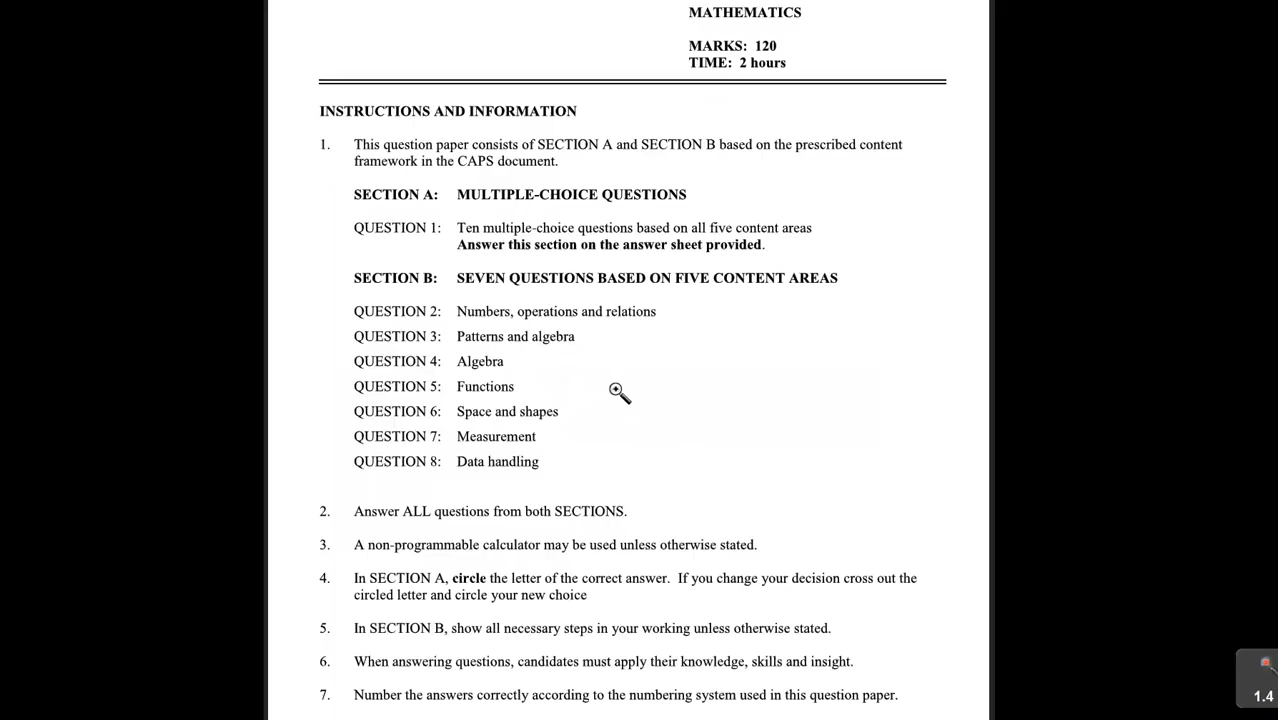 MATHEMATICS
MARKS: 120
TIME: 2 hours
INSTRUCTIONS AND INFORMATION
1. This question paper consists of SECTION A and SECTION B based on the prescribed content
framework in the CAPS document.
SECTION A: MULTIPLE-CHOICE QUESTIONS
QUESTION 1: Ten multiple-choice questions based on all five content areas
Answer this section on the answer sheet provided.
SECTION B: SEVEN QUESTIONS BASED ON FIVE CONTENT AREAS
QUESTION 2: Numbers, operations and relations
QUESTION 3: Patterns and algebra
QUESTION 4: Algebra
QUESTION 5: Functions
QUESTION 6: Space and shapes
QUESTION 7: Measurement
QUESTION 8: Data handling
2. Answer ALL questions from both SECTIONS.
3. A non-programmable calculator may be used unless otherwise stated.
4. In SECTION A, circle the letter of the correct answer. If you change your decision cross out the
circled letter and circle your new choice
5. In SECTION B, show all necessary steps in your working unless otherwise stated.
6. When answering questions, candidates must apply their knowledge, skills and insight.
7. Number the answers correctly according to the numbering system used in this question paper.
1.4